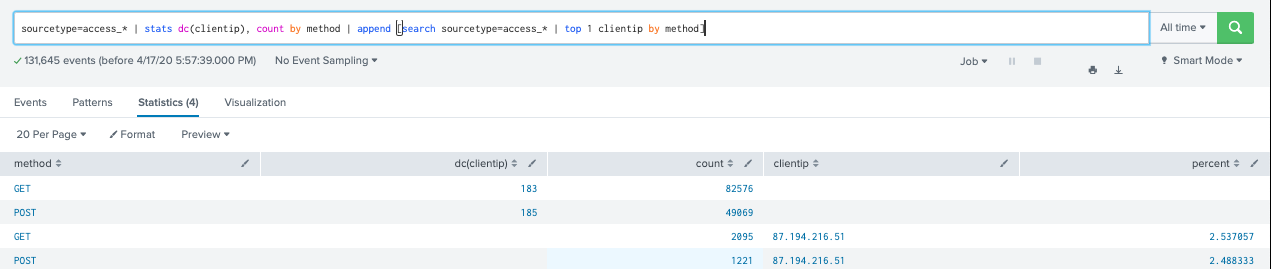 sourcetype=access_* | stats dc(clientip), count by method | append [search sourcetype=access_* | top 1 clientip by method]
All time
131,645 events (before 4/17/20 5:57:39.000 PM) No Event Sampling Job Smart Mode
Events Patterns Statistics (4) Visualization
20 Per Page Format Preview
method dc(clientip) count clientip percent
GET 183 82576
POST 185 49069
GET 2095 87.194.216.51 2.537057
POST 1221 87.194.216.51 2.488333